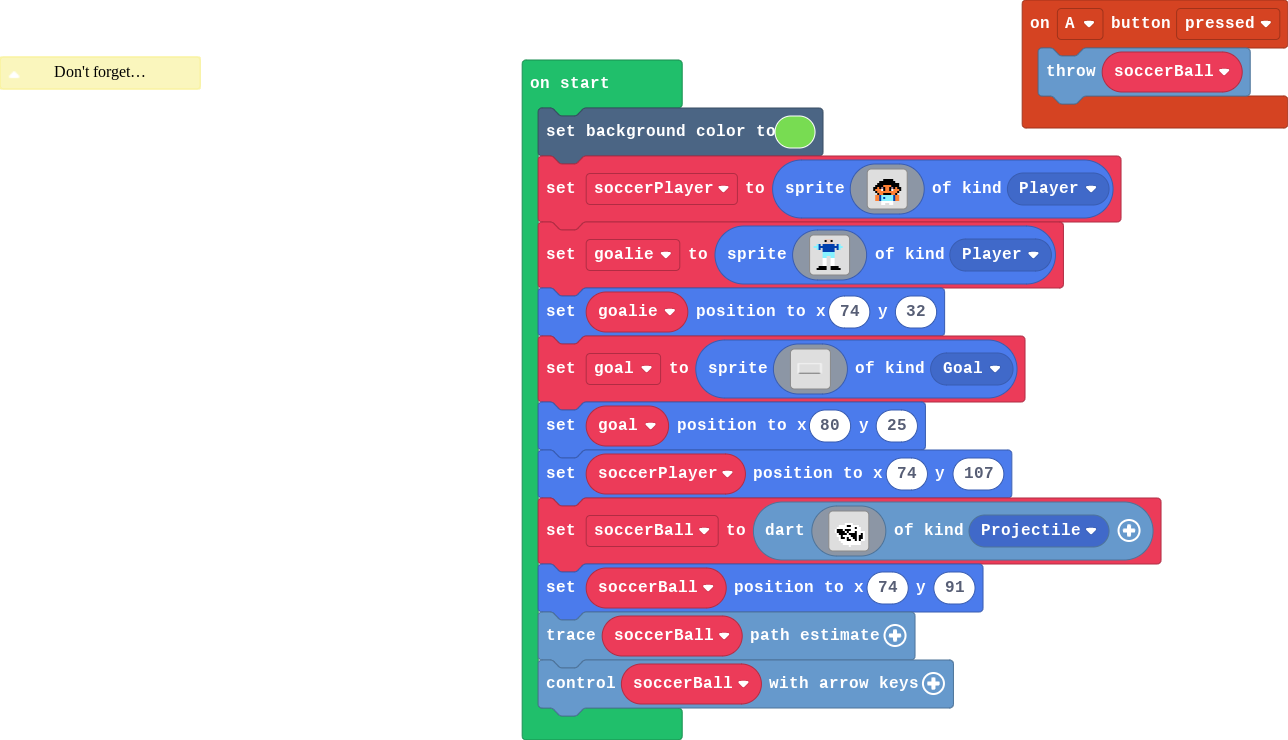 Don't forget…
on start
set background color to
set soccerPlayer to sprite of kind Player
set goalie to sprite of kind Player
set goalie position to x 74 y 32
set goal to sprite of kind Goal
set goal position to x 80 y 25
set soccerPlayer position to x 74 y 107
set soccerBall to dart of kind Projectile
set soccerBall position to x 74 y 91
trace soccerBall path estimate
control soccerBall with arrow keys
on A button pressed
throw soccerBall